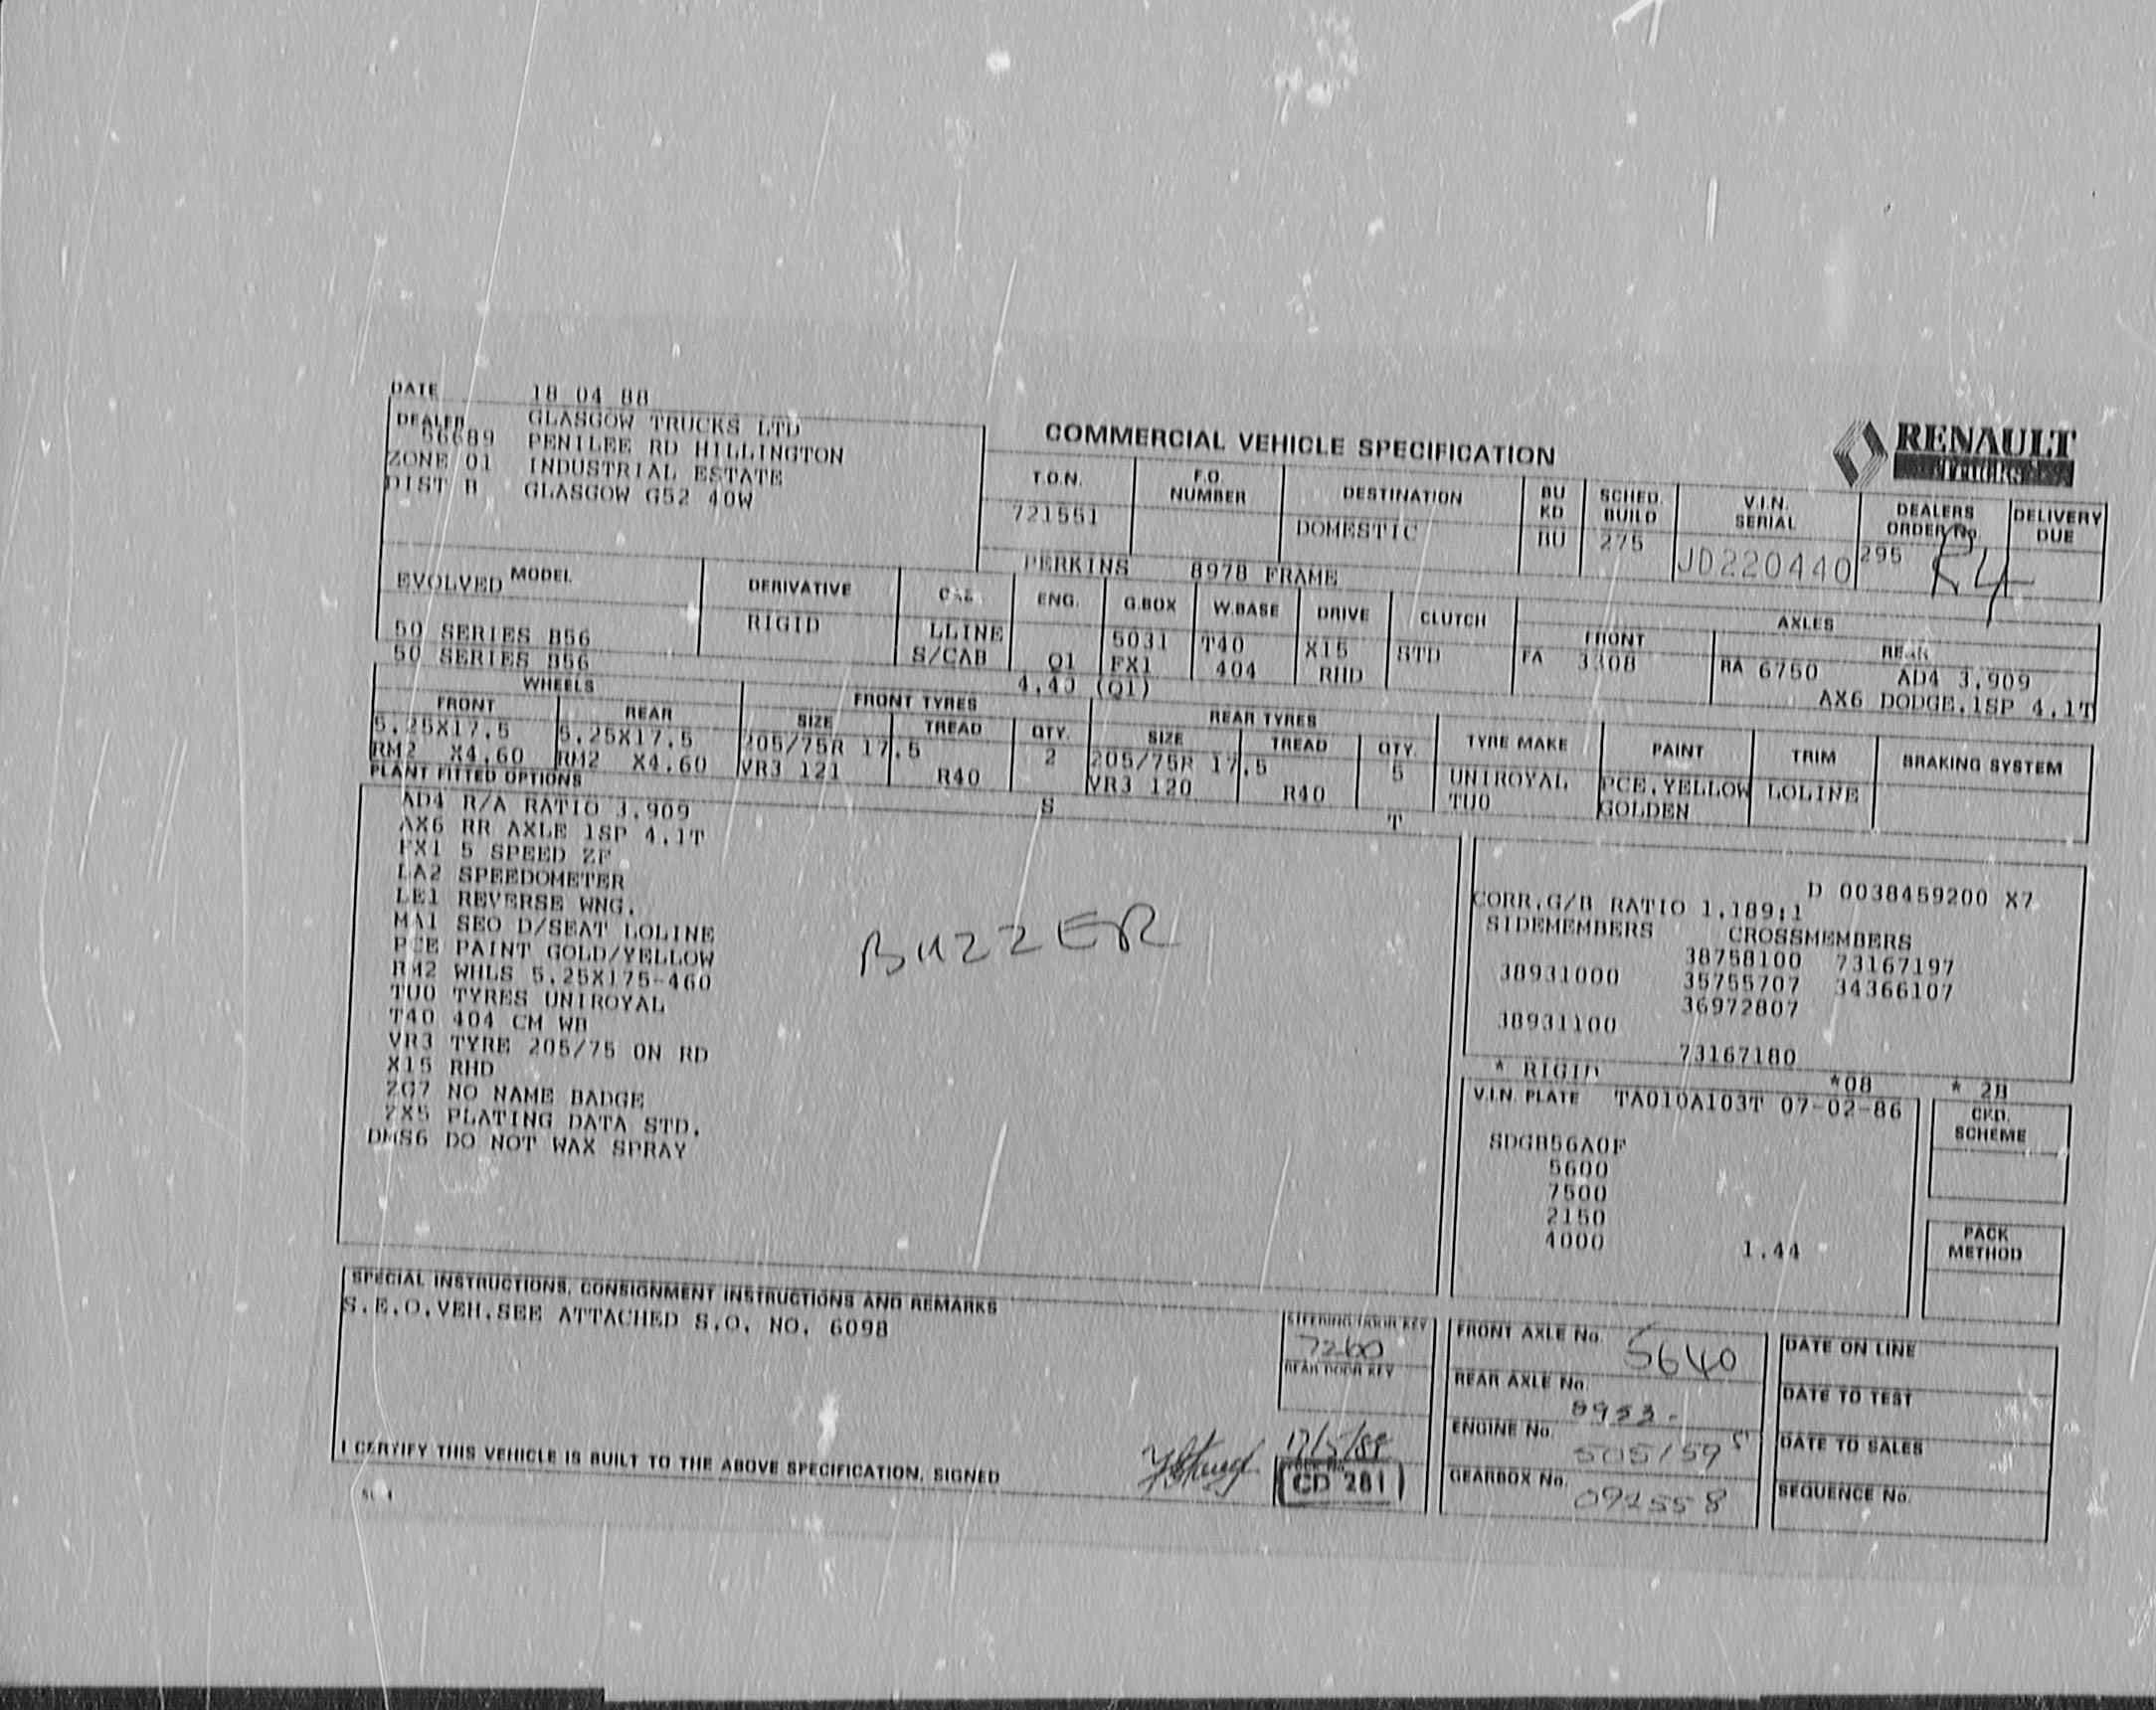 DATE 18 04 88
DEALER GLASGOW TRUCKS LTD
56689 PENILEE RD HILLINGTON
ZONE 01 INDUSTRIAL ESTATE
DIST B GLASGOW G52 4OW
COMMERCIAL VEHICLE SPECIFICATION
RENAULT
TRUCKS
T.O.N. F.O NUMBER DESTINATION BU KD SCHED. BUILD V.I.N. SERIAL DEALERS ORDER No DELIVERY DUE
721551 DOMESTIC BU 275 JD220440 295 R4
PERKINS 8978 FRAME
EVOLVED MODEL DERIVATIVE CAB ENG. G.BOX W.BASE DRIVE CLUTCH AXLES
FRONT REAR
50 SERIES B56 RIGID LLINE 5031 T40 X15 STD FA 3308 RA 6750 AD4 3.909
50 SERIES B56 S/CAB Q1 FX1 404 RHD AX6 DODGE.1SP 4.1T
4.40 (Q1)
WHEELS FRONT TYRES REAR TYRES
FRONT REAR SIZE TREAD QTY. SIZE TREAD QTY. TYRE MAKE PAINT TRIM BRAKING SYSTEM
5.25X17.5 5.25X17.5 205/75R 17.5 2 205/75R 17.5 5 UNIROYAL PCE.YELLOW LOLINE
RM2 X4.60 RM2 X4.60 VR3 121 R40 VR3 120 R40 TU0 GOLDEN
PLANT FITTED OPTIONS S T
AD4 R/A RATIO 3.909
AX6 RR AXLE 1SP 4.1T
FX1 5 SPEED ZF
LA2 SPEEDOMETER
LE1 REVERSE WNG.
MA1 SEO D/SEAT LOLINE
PCE PAINT GOLD/YELLOW
RM2 WHLS 5.25X175-460
TU0 TYRES UNIROYAL
T40 404 CM WB
VR3 TYRE 205/75 ON RD
X15 RHD
ZG7 NO NAME BADGE
ZX5 PLATING DATA STD.
DMS6 DO NOT WAX SPRAY
BUZZER
D 0038459200 X7
CORR.G/B RATIO 1.189:1
SIDEMEMBERS CROSSMEMBERS
38758100 73167197
38931000 35755707 34366107
36972807
38931100
73167180
* RIGID *08 * 2B
V.I.N. PLATE TA010A103T 07-02-86
SDGB56A0F
5600
7500
2150
4000 1.44
CKD. SCHEME
PACK METHOD
SPECIAL INSTRUCTIONS, CONSIGNMENT INSTRUCTIONS AND REMARKS
S.E.O.VEH.SEE ATTACHED S.O. NO. 6098
STEERING/DOOR KEY
7260
REAR DOOR KEY
17/5/88
CD 281
I CERTIFY THIS VEHICLE IS BUILT TO THE ABOVE SPECIFICATION, SIGNED
FRONT AXLE No. 5640
REAR AXLE No.
ENGINE No.
GEARBOX No.
DATE ON LINE
DATE TO TEST
DATE TO SALES
SEQUENCE No.